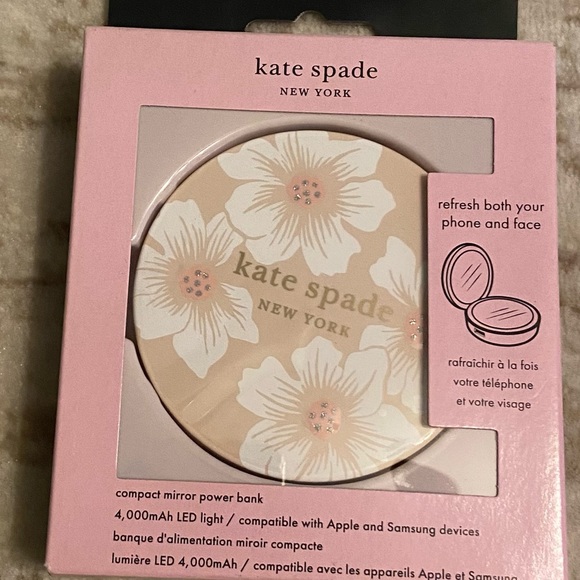 kate spade
NEW YORK
refresh both your
phone and face
kate spade
NEW YORK
rafraîchir à la fois
votre téléphone
et votre visage
compact mirror power bank
4,000mAh LED light / compatible with Apple and Samsung devices
banque d'alimentation miroir compacte
lumière LED 4,000mAh / compatible avec les appareils Apple et Samsung